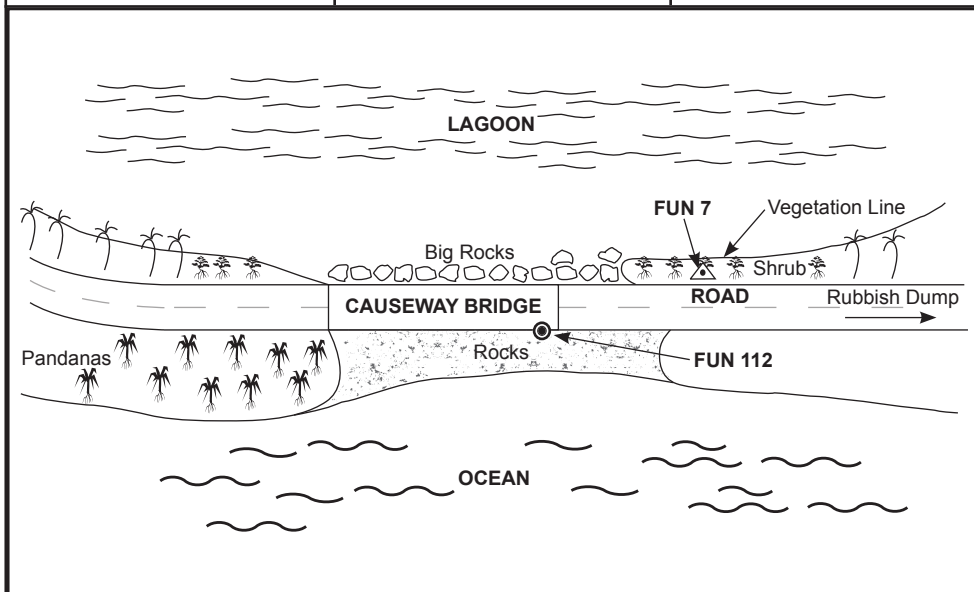 LAGOON
FUN 7
Vegetation Line
Big Rocks
Shrub
CAUSEWAY BRIDGE
ROAD
Rubbish Dump
Pandanas
Rocks
FUN 112
OCEAN